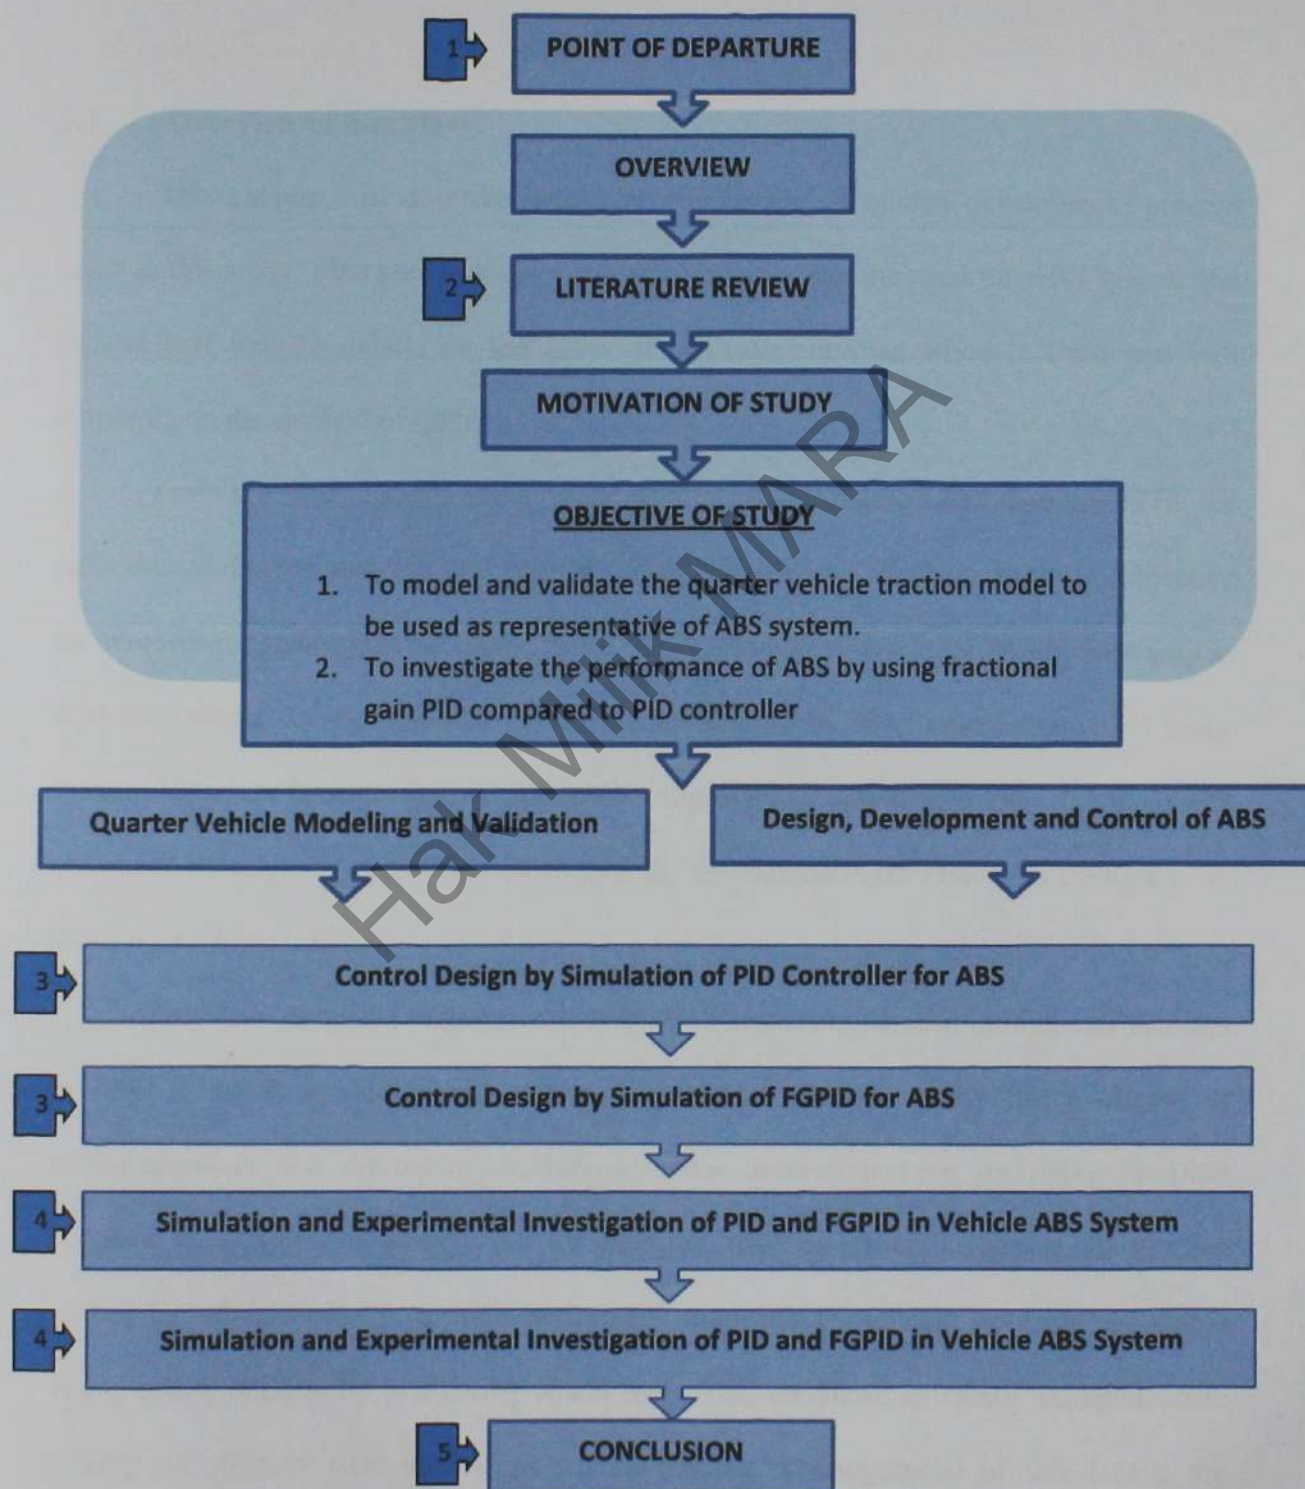 1
POINT OF DEPARTURE
OVERVIEW
2
LITERATURE REVIEW
MOTIVATION OF STUDY
OBJECTIVE OF STUDY
1. To model and validate the quarter vehicle traction model to
be used as representative of ABS system.
2. To investigate the performance of ABS by using fractional
gain PID compared to PID controller
Quarter Vehicle Modeling and Validation
Design, Development and Control of ABS
3
Control Design by Simulation of PID Controller for ABS
3
Control Design by Simulation of FGPID for ABS
4
Simulation and Experimental Investigation of PID and FGPID in Vehicle ABS System
4
Simulation and Experimental Investigation of PID and FGPID in Vehicle ABS System
5
CONCLUSION
Hak Milik MARA